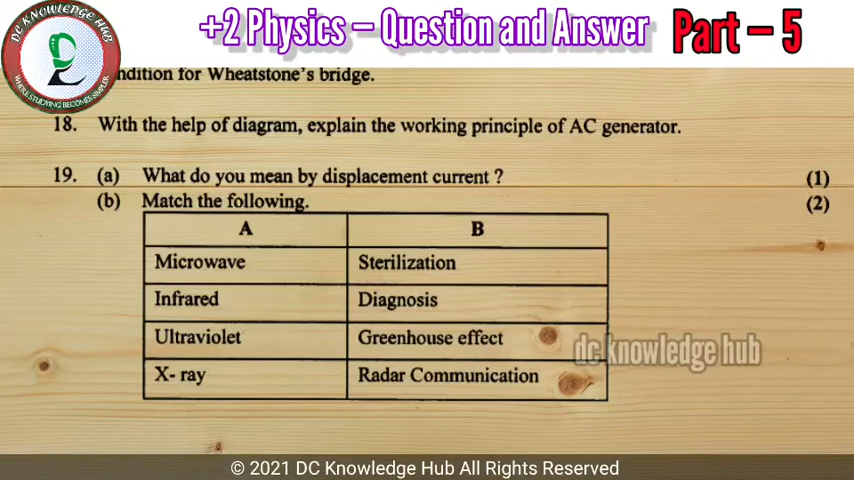 +2 Physics – Question and Answer Part – 5
DC KNOWLEDGE HUB
WHERE STUDYING BECOMES SIMPLER
ndition for Wheatstone's bridge.
18. With the help of diagram, explain the working principle of AC generator.
19. (a) What do you mean by displacement current ? (1)
(b) Match the following. (2)
A B
Microwave Sterilization
Infrared Diagnosis
Ultraviolet Greenhouse effect
X- ray Radar Communication
dc knowledge hub
© 2021 DC Knowledge Hub All Rights Reserved